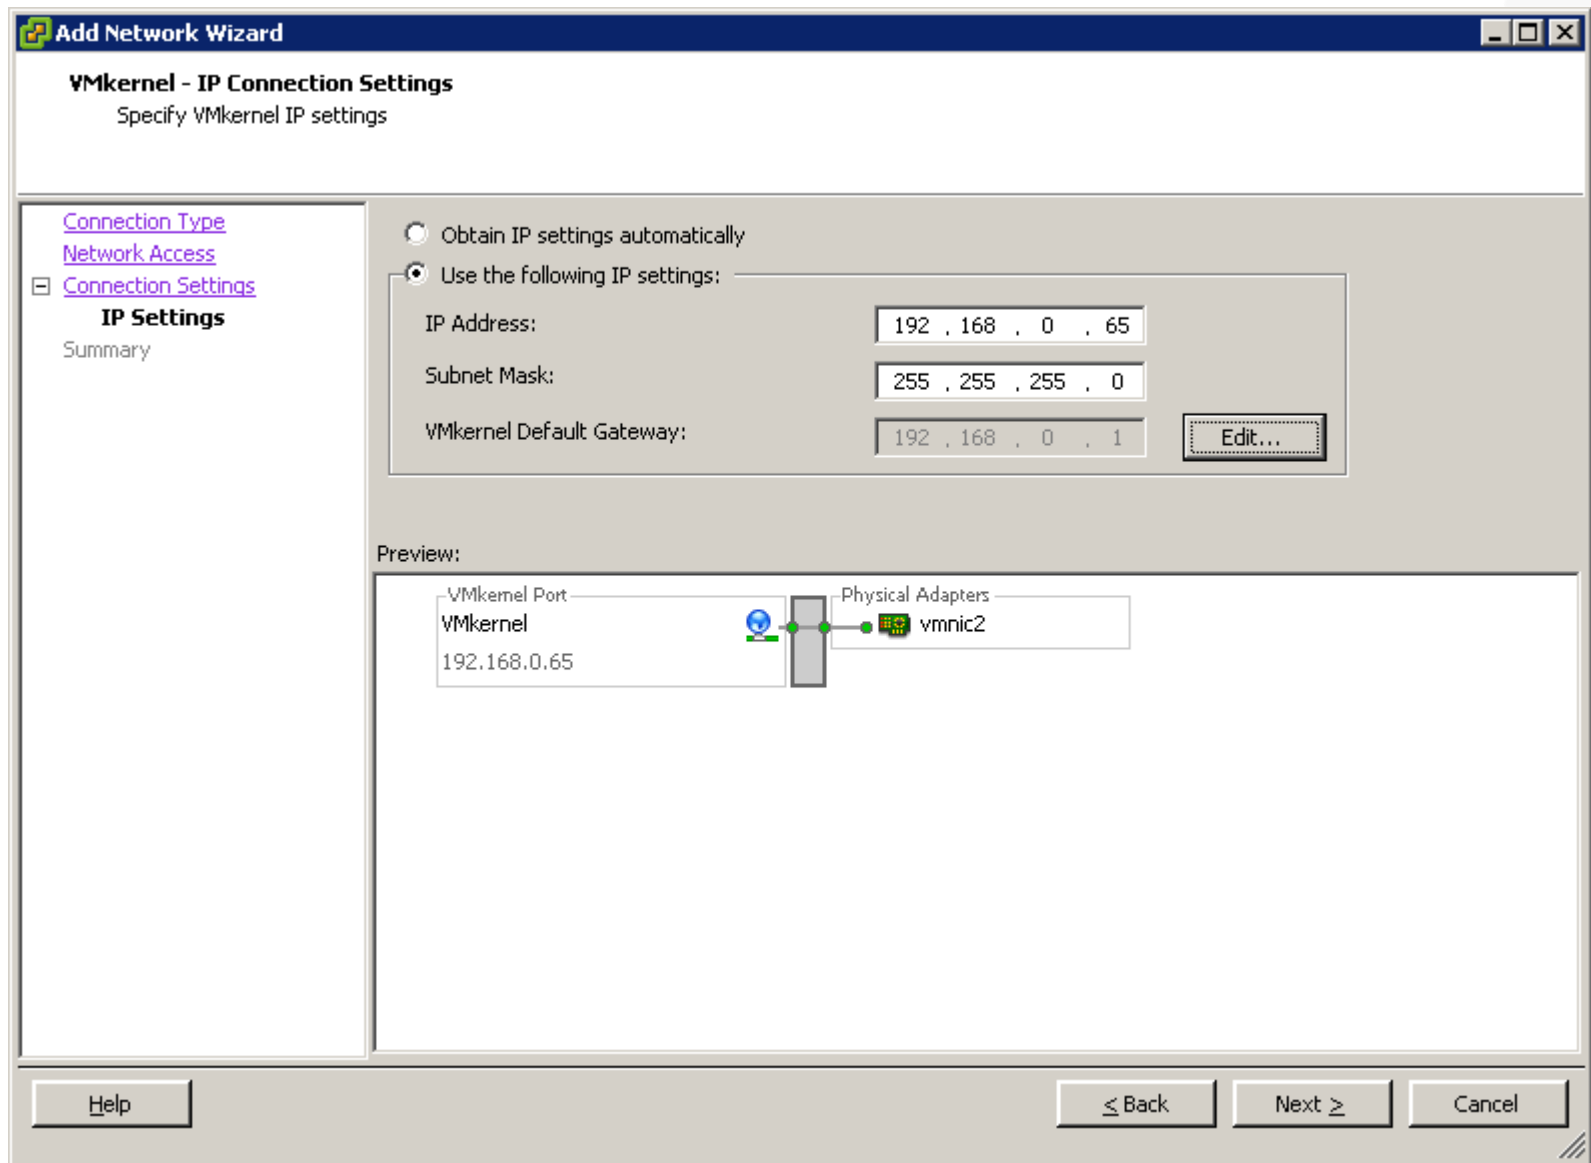 Add Network Wizard
VMkernel - IP Connection Settings
Specify VMkernel IP settings
Connection Type
Network Access
Connection Settings
IP Settings
Summary
Obtain IP settings automatically
Use the following IP settings:
IP Address: 192 . 168 . 0 . 65
Subnet Mask: 255 . 255 . 255 . 0
VMkernel Default Gateway: 192 . 168 . 0 . 1 Edit...
Preview:
VMkernel Port
VMkernel
192.168.0.65
Physical Adapters
vmnic2
Help
< Back
Next >
Cancel